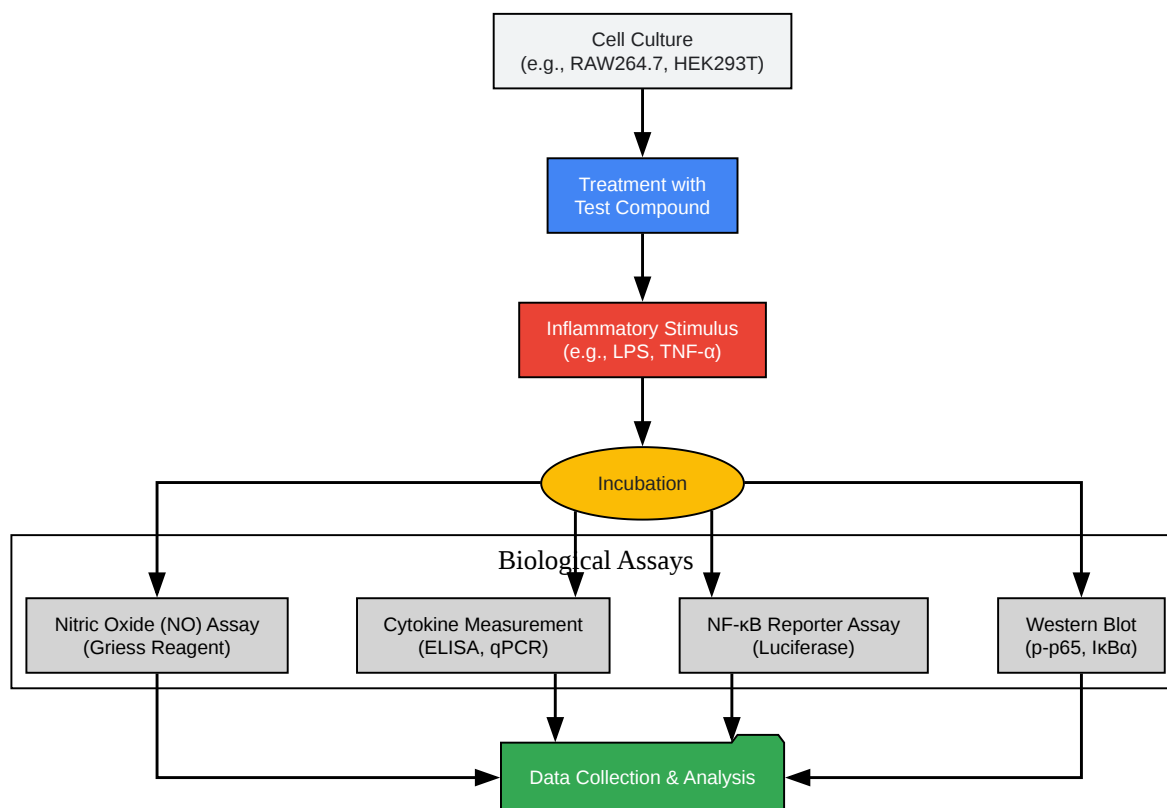 Cell Culture
(e.g., RAW264.7, HEK293T)
Treatment with
Test Compound
Inflammatory Stimulus
(e.g., LPS, TNF-α)
Incubation
Biological Assays
Nitric Oxide (NO) Assay
(Griess Reagent)
Cytokine Measurement
(ELISA, qPCR)
NF-κB Reporter Assay
(Luciferase)
Western Blot
(p-p65, IκBα)
Data Collection & Analysis